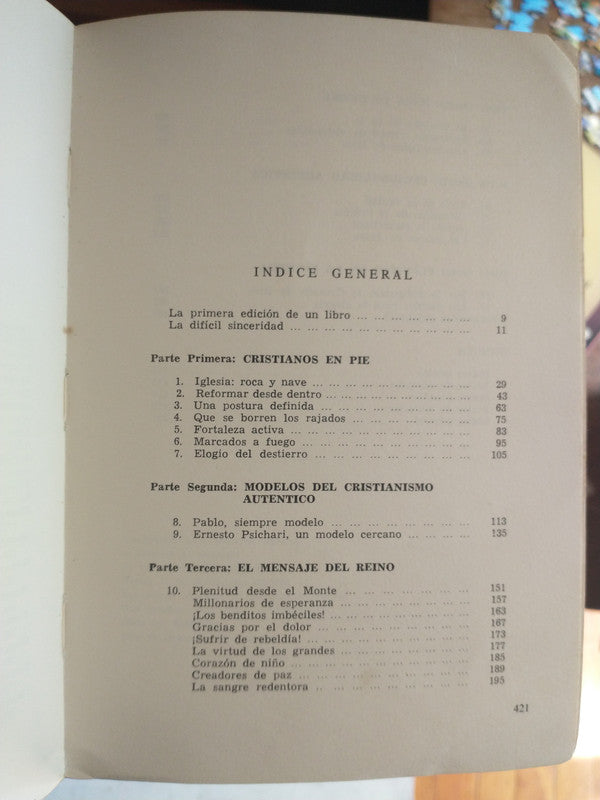 INDICE GENERAL
La primera edición de un libro ... ... ... ... ... ... ... 9
La difícil sinceridad ... ... ... ... ... ... ... ... ... ... 11
Parte Primera: CRISTIANOS EN PIE
1. Iglesia: roca y nave ... ... ... ... ... ... ... ... ... 29
2. Reformar desde dentro ... ... ... ... ... ... ... ... 43
3. Una postura definida ... ... ... ... ... ... ... ... 63
4. Que se borren los rajados ... ... ... ... ... ... ... 75
5. Fortaleza activa ... ... ... ... ... ... ... ... ... ... 83
6. Marcados a fuego ... ... ... ... ... ... ... ... ... 95
7. Elogio del destierro ... ... ... ... ... ... ... ... ... 105
Parte Segunda: MODELOS DEL CRISTIANISMO
AUTENTICO
8. Pablo, siempre modelo ... ... ... ... ... ... ... ... 113
9. Ernesto Psichari, un modelo cercano ... ... ... ... 135
Parte Tercera: EL MENSAJE DEL REINO
10. Plenitud desde el Monte ... ... ... ... ... ... ... 151
Millonarios de esperanza ... ... ... ... ... ... ... ... 157
¡Los benditos imbéciles! ... ... ... ... ... ... ... ... 163
Gracias por el dolor ... ... ... ... ... ... ... ... ... 167
¡Sufrir de rebeldía! ... ... ... ... ... ... ... ... ... 173
La virtud de los grandes ... ... ... ... ... ... ... ... 177
Corazón de niño ... ... ... ... ... ... ... ... ... ... 185
Creadores de paz ... ... ... ... ... ... ... ... ... ... 189
La sangre redentora .. ... ... ... ... ... ... ... ... 195
421